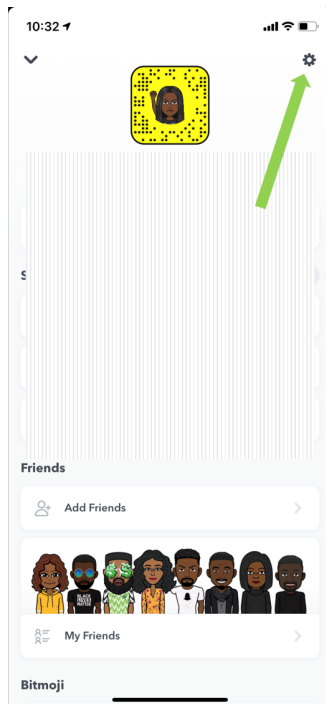 10:32
S
Friends
Add Friends
BLACK
LIVES
MATTER
My Friends
Bitmoji